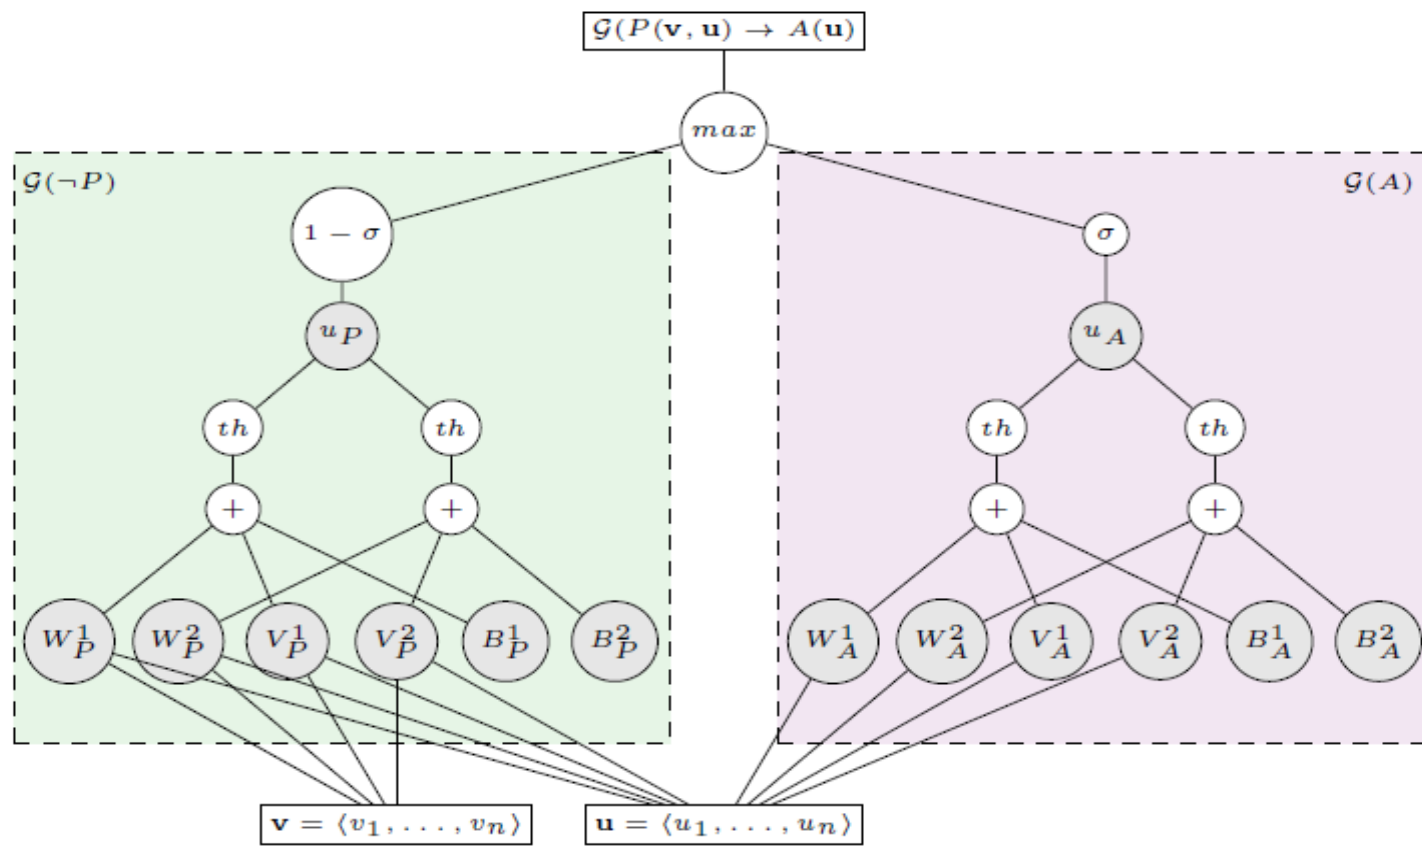 𝒢(P(𝐯, 𝐮) → A(𝐮)
max
𝒢(¬P)
𝒢(A)
1 − σ
σ
u_P
u_A
th th th th
+ + + +
W_P^1 W_P^2 V_P^1 V_P^2 B_P^1 B_P^2 W_A^1 W_A^2 V_A^1 V_A^2 B_A^1 B_A^2
𝐯 = ⟨v_1, . . . , v_n⟩ 𝐮 = ⟨u_1, . . . , u_n⟩